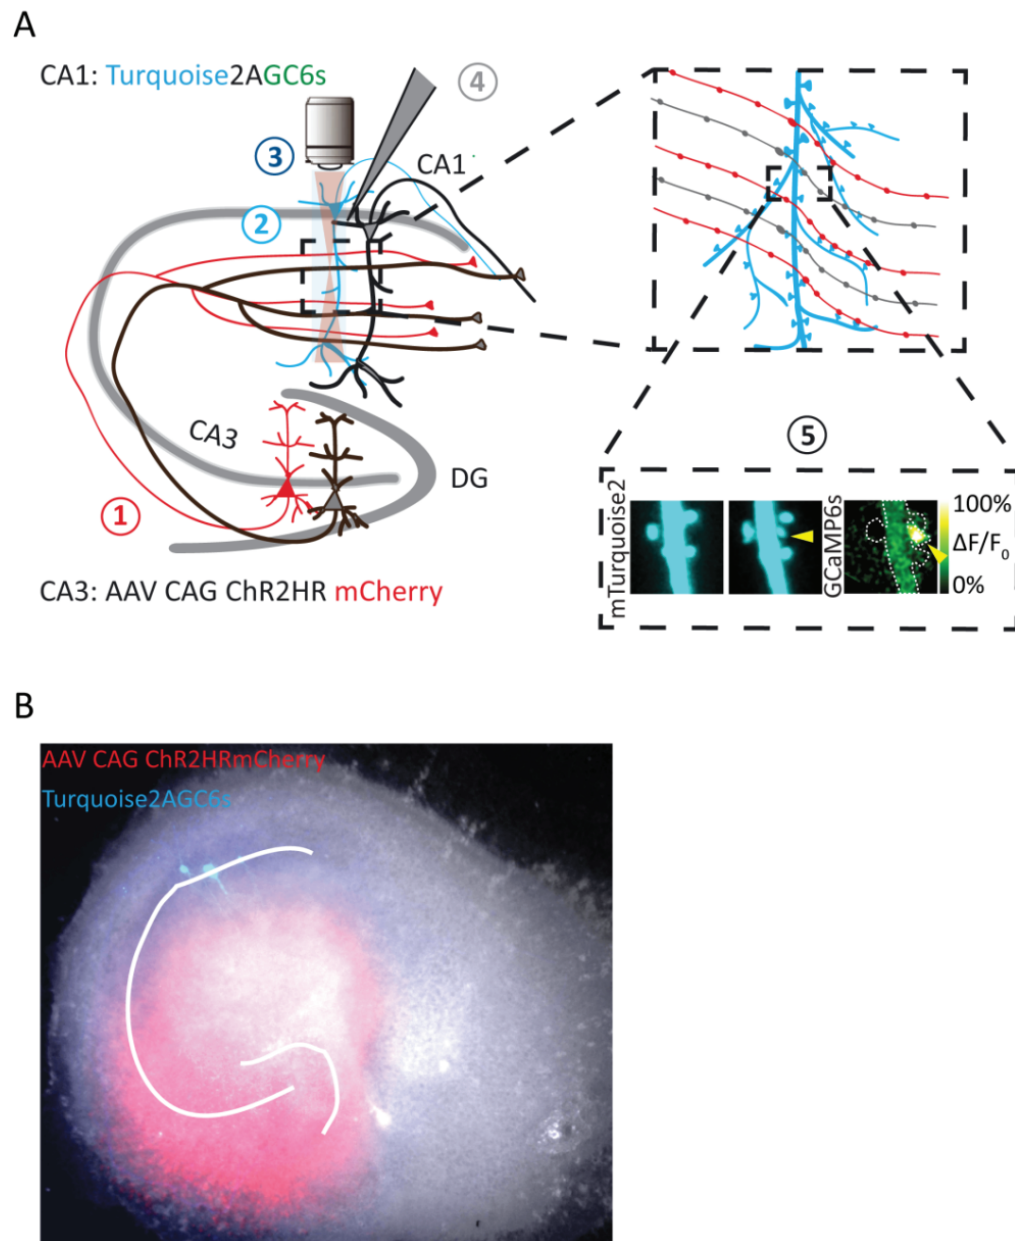 A
CA1: Turquoise2AGC6s
4
3
CA1
2
CA3
DG
1
5
mTurquoise2
GCaMP6s
100%
ΔF/F0
0%
CA3: AAV CAG ChR2HR mCherry
B
AAV CAG ChR2HRmCherry
Turquoise2AGC6s